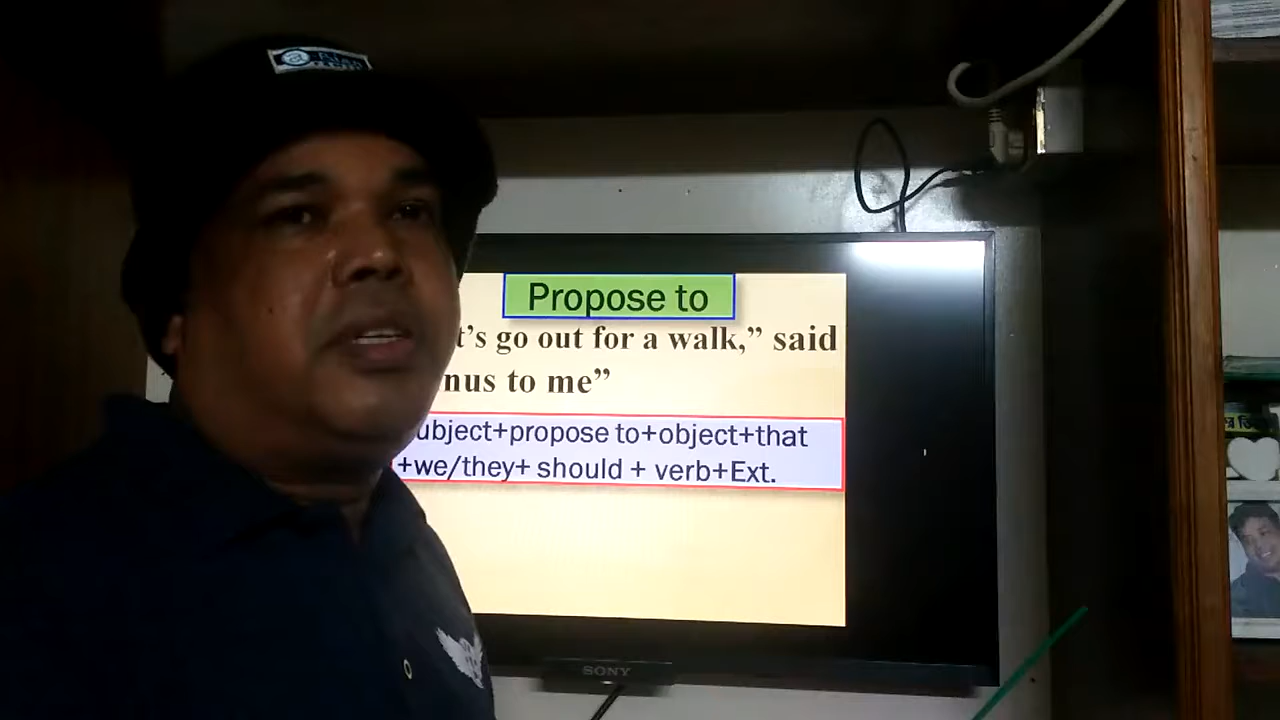 Propose to
t’s go out for a walk,” said
nus to me”
ubject+propose to+object+that
+we/they+ should + verb+Ext.
SONY